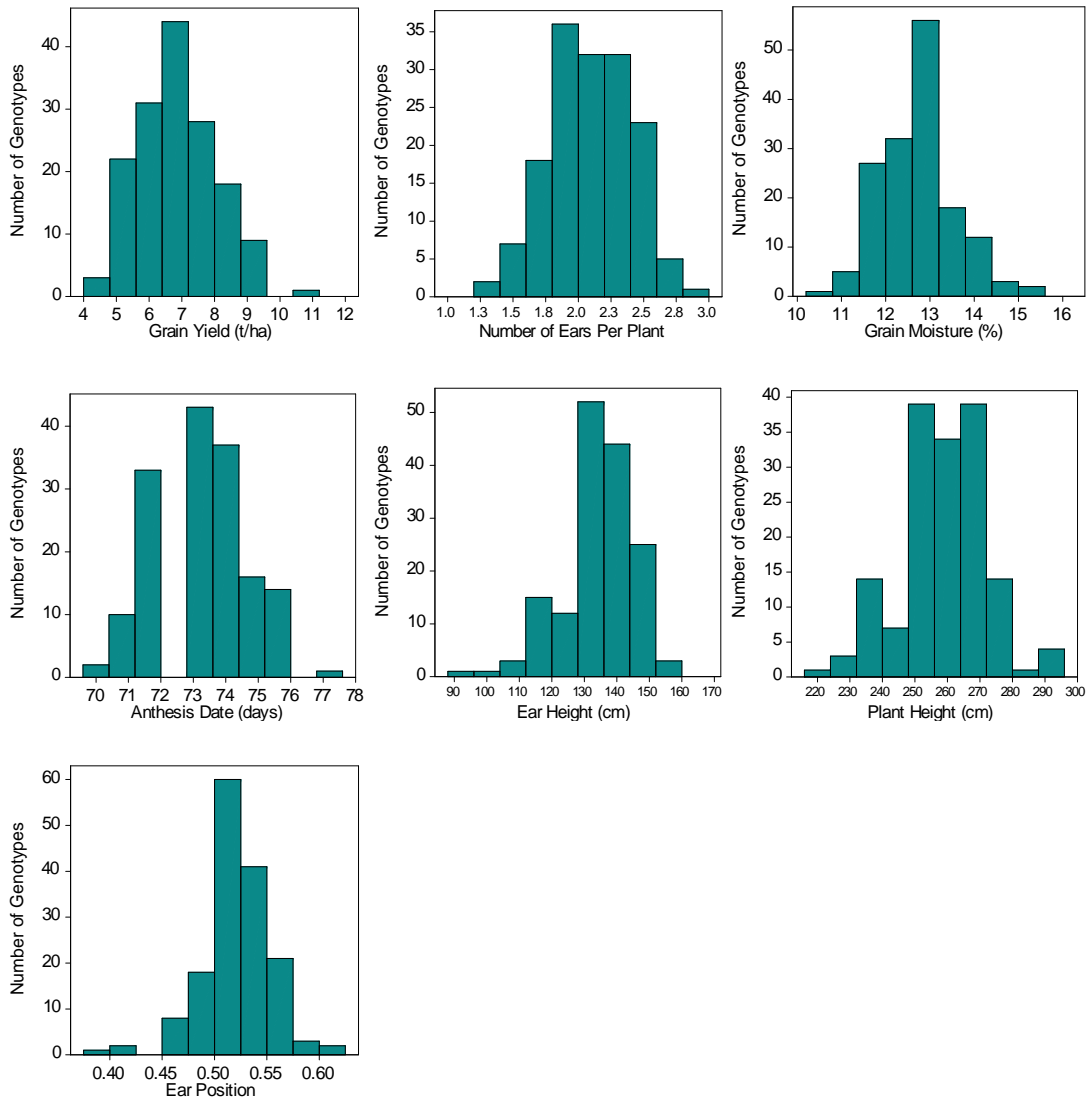 Number of Genotypes
40
30
20
10
0
4 5 6 7 8 9 10 11 12
Grain Yield (t/ha)
Number of Genotypes
35
30
25
20
15
10
5
0
1.0 1.3 1.5 1.8 2.0 2.3 2.5 2.8 3.0
Number of Ears Per Plant
Number of Genotypes
50
40
30
20
10
0
10 11 12 13 14 15 16
Grain Moisture (%)
Number of Genotypes
40
30
20
10
0
70 71 72 73 74 75 76 77 78
Anthesis Date (days)
Number of Genotypes
50
40
30
20
10
0
90 100 110 120 130 140 150 160 170
Ear Height (cm)
Number of Genotypes
40
35
30
25
20
15
10
5
0
220 230 240 250 260 270 280 290 300
Plant Height (cm)
Number of Genotypes
60
50
40
30
20
10
0
0.40 0.45 0.50 0.55 0.60
Ear Position